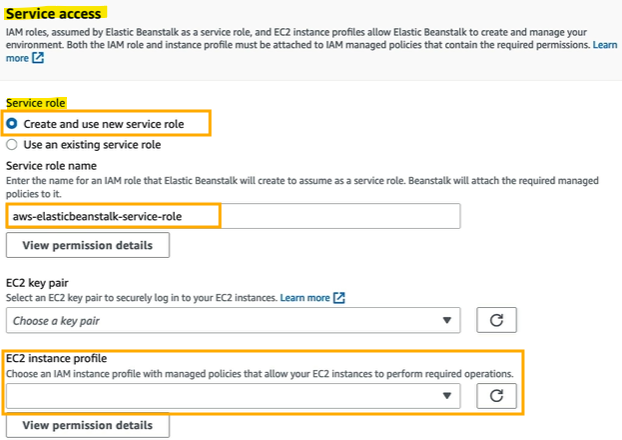 Service access
IAM roles, assumed by Elastic Beanstalk as a service role, and EC2 instance profiles allow Elastic Beanstalk to create and manage your
environment. Both the IAM role and instance profile must be attached to IAM managed policies that contain the required permissions. Learn
more
Service role
Create and use new service role
Use an existing service role
Service role name
Enter the name for an IAM role that Elastic Beanstalk will create to assume as a service role. Beanstalk will attach the required managed
policies to it.
aws-elasticbeanstalk-service-role
View permission details
EC2 key pair
Select an EC2 key pair to securely log in to your EC2 instances. Learn more
Choose a key pair
EC2 instance profile
Choose an IAM instance profile with managed policies that allow your EC2 instances to perform required operations.
View permission details